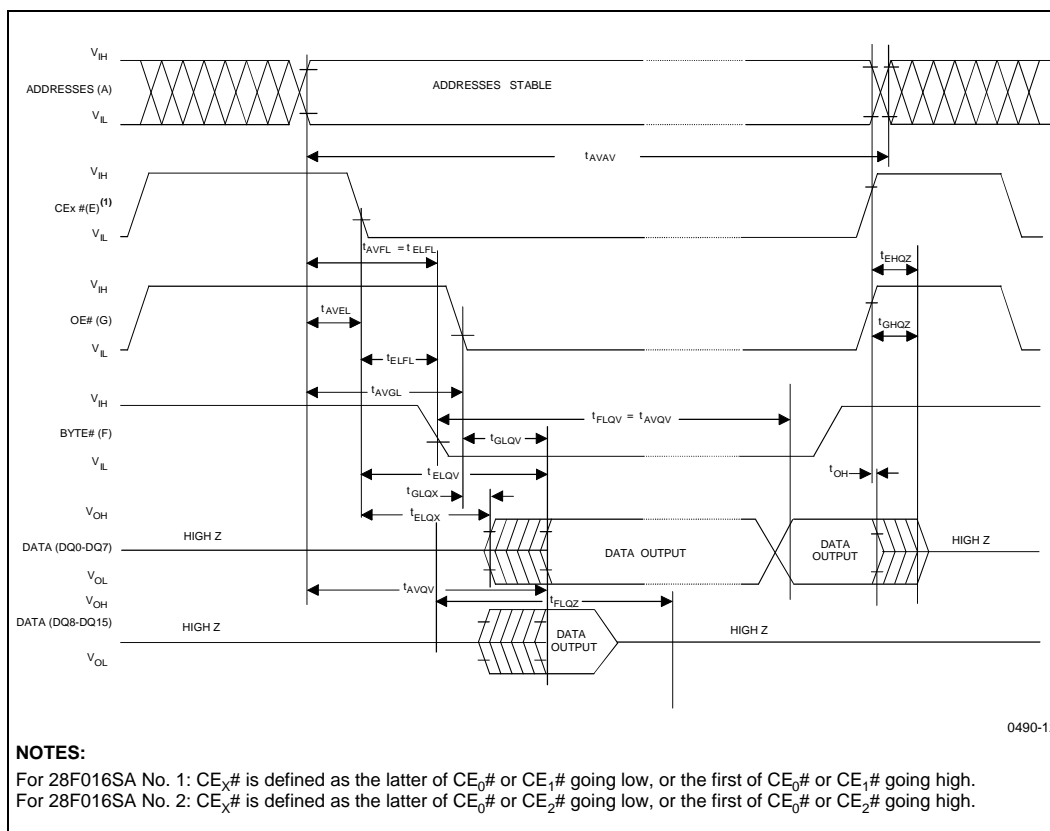 V_IH
ADDRESSES (A)
ADDRESSES STABLE
V_IL
t_AVAV
V_IH
CEx #(E)(1)
V_IL
t_AVFL = t_ELFL
t_EHQZ
V_IH
t_AVEL
OE# (G)
t_GHQZ
V_IL
t_ELFL
t_AVGL
V_IH
t_FLQV = t_AVQV
BYTE# (F)
t_GLQV
V_IL
t_ELQV
t_OH
t_GLQX
V_OH
t_ELQX
HIGH Z
DATA (DQ0-DQ7)
DATA OUTPUT
DATA
OUTPUT
HIGH Z
V_OL
t_AVQV
V_OH
t_FLQZ
DATA (DQ8-DQ15)
HIGH Z
DATA
OUTPUT
HIGH Z
V_OL
NOTES:
For 28F016SA No. 1: CE_X# is defined as the latter of CE_0# or CE_1# going low, or the first of CE_0# or CE_1# going high.
For 28F016SA No. 2: CE_X# is defined as the latter of CE_0# or CE_2# going low, or the first of CE_0# or CE_2# going high.